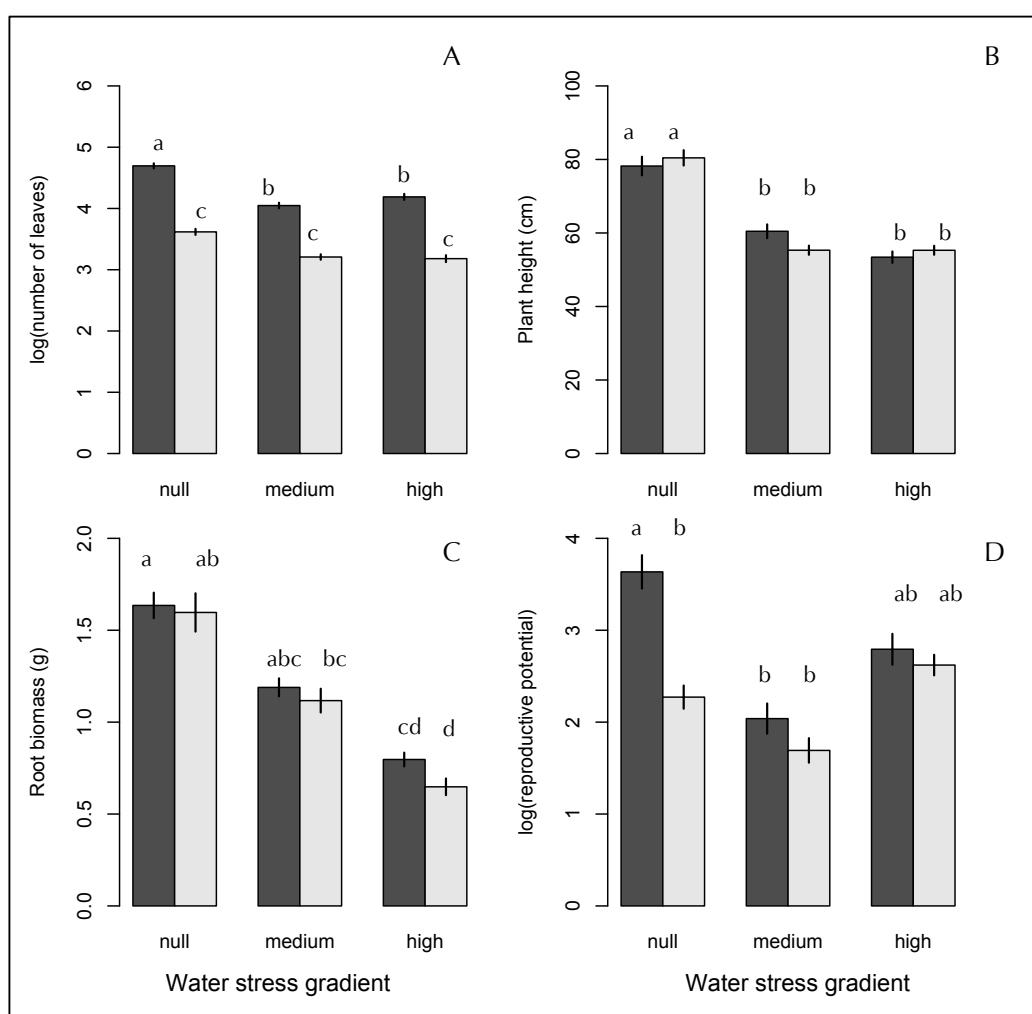 A
log(number of leaves)
6
5
4
3
2
1
0
a
c
b
c
b
c
null medium high
B
Plant height (cm)
100
80
60
40
20
0
a a
b b
b b
null medium high
C
Root biomass (g)
2.0
1.5
1.0
0.5
0.0
a ab
abc bc
cd d
null medium high
Water stress gradient
D
log(reproductive potential)
4
3
2
1
0
a b
b b
ab ab
null medium high
Water stress gradient